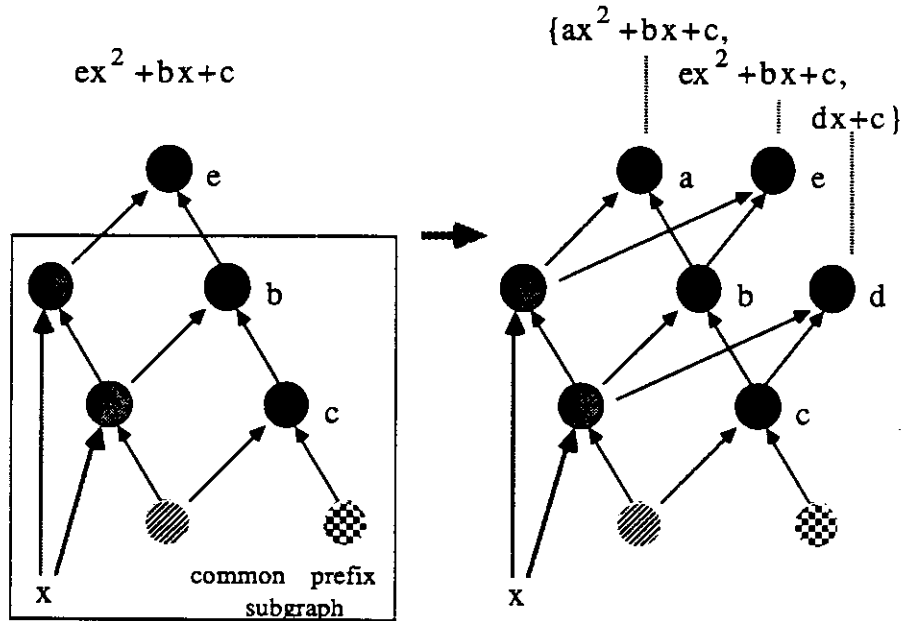 ex² +bx+c
e
b
c
x
common prefix
subgraph
{ax² +bx+c,
ex² +bx+c,
dx+c}
a
e
b
d
c
x